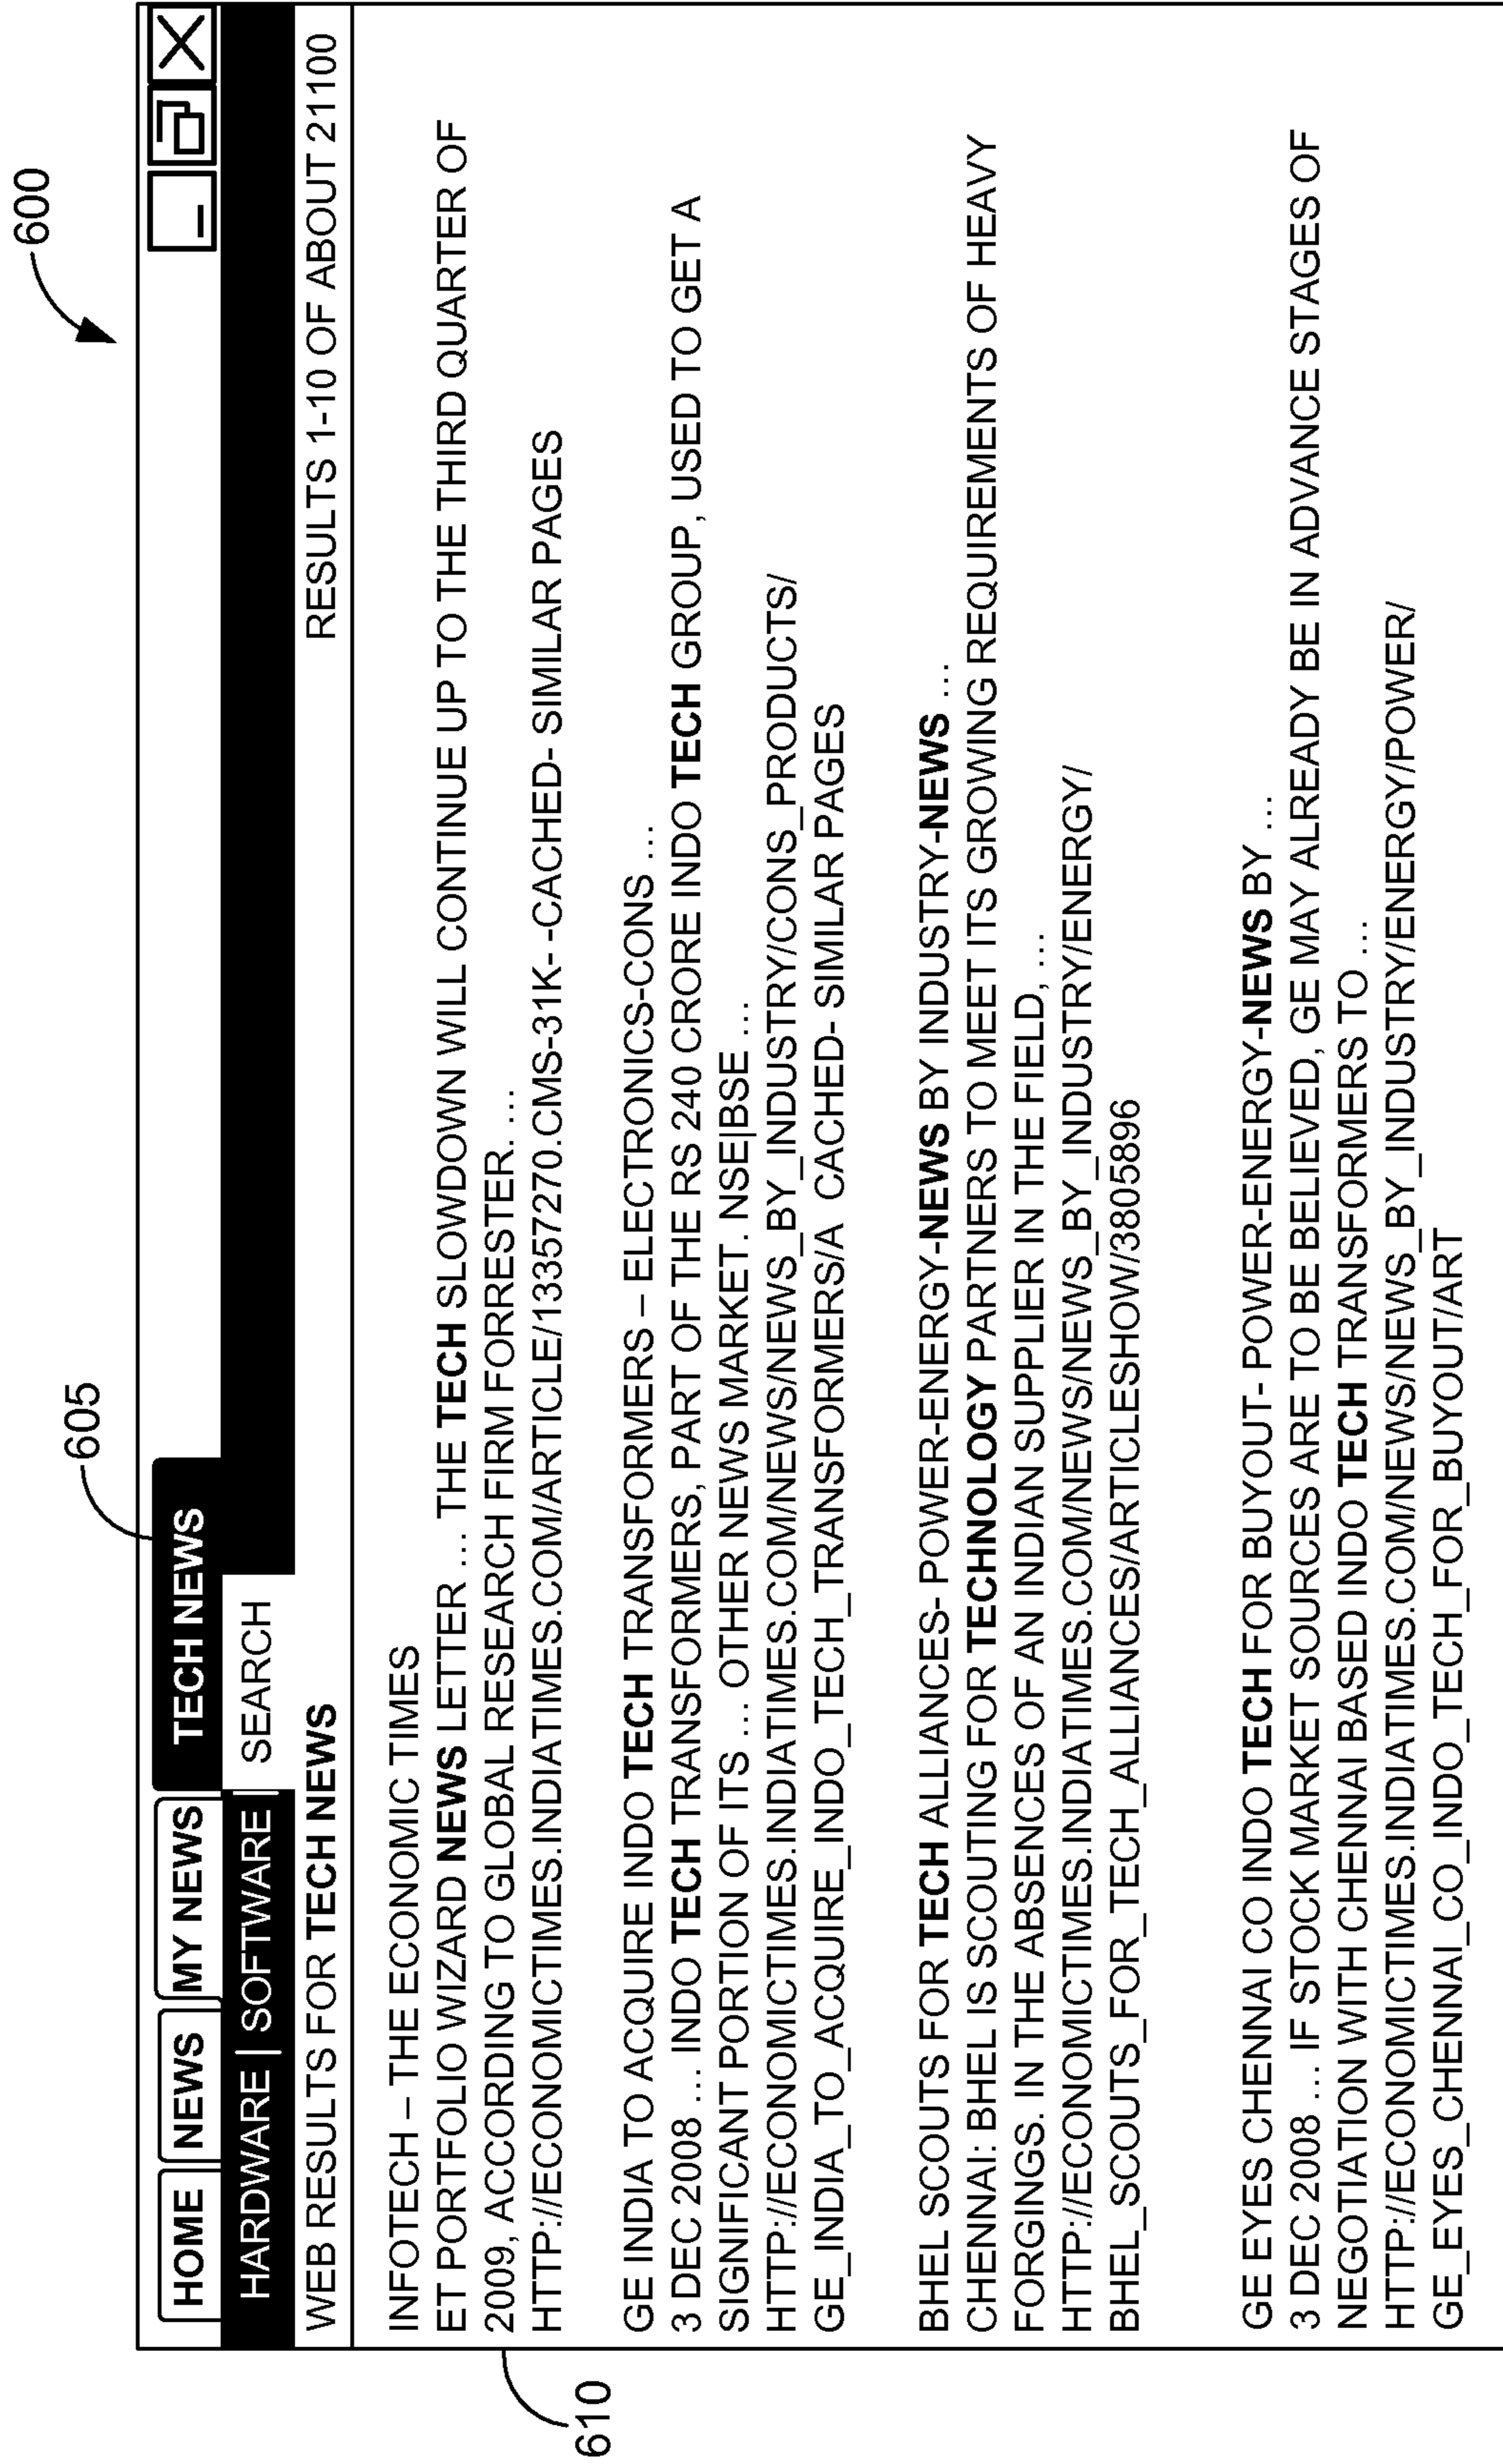 600
605
HOME NEWS MY NEWS TECH NEWS
HARDWARE | SOFTWARE | SEARCH
WEB RESULTS FOR TECH NEWS RESULTS 1-10 OF ABOUT 21100
610
INFOTECH – THE ECONOMIC TIMES
ET PORTFOLIO WIZARD NEWS LETTER ... THE TECH SLOWDOWN WILL CONTINUE UP TO THE THIRD QUARTER OF
2009, ACCORDING TO GLOBAL RESEARCH FIRM FORRESTER. ...
HTTP://ECONOMICTIMES.INDIATIMES.COM/ARTICLE/13357270.CMS-31K- -CACHED- SIMILAR PAGES
GE INDIA TO ACQUIRE INDO TECH TRANSFORMERS – ELECTRONICS-CONS ...
3 DEC 2008 ... INDO TECH TRANSFORMERS, PART OF THE RS 240 CRORE INDO TECH GROUP, USED TO GET A
SIGNIFICANT PORTION OF ITS ... OTHER NEWS MARKET. NSE|BSE ...
HTTP://ECONOMICTIMES.INDIATIMES.COM/NEWS/NEWS_BY_INDUSTRY/CONS_PRODUCTS/
GE_INDIA_TO_ACQUIRE_INDO_TECH_TRANSFORMERS/A CACHED- SIMILAR PAGES
BHEL SCOUTS FOR TECH ALLIANCES- POWER-ENERGY-NEWS BY INDUSTRY-NEWS ...
CHENNAI: BHEL IS SCOUTING FOR TECHNOLOGY PARTNERS TO MEET ITS GROWING REQUIREMENTS OF HEAVY
FORGINGS. IN THE ABSENCES OF AN INDIAN SUPPLIER IN THE FIELD, ...
HTTP://ECONOMICTIMES.INDIATIMES.COM/NEWS/NEWS_BY_INDUSTRY/ENERGY/
BHEL_SCOUTS_FOR_TECH_ALLIANCES/ARTICLESHOW/3805896
GE EYES CHENNAI CO INDO TECH FOR BUYOUT- POWER-ENERGY-NEWS BY ...
3 DEC 2008 ... IF STOCK MARKET SOURCES ARE TO BE BELIEVED, GE MAY ALREADY BE IN ADVANCE STAGES OF
NEGOTIATION WITH CHENNAI BASED INDO TECH TRANSFORMERS TO ...
HTTP://ECONOMICTIMES.INDIATIMES.COM/NEWS/NEWS_BY_INDUSTRY/ENERGY/POWER/
GE_EYES_CHENNAI_CO_INDO_TECH_FOR_BUYOUT/ART